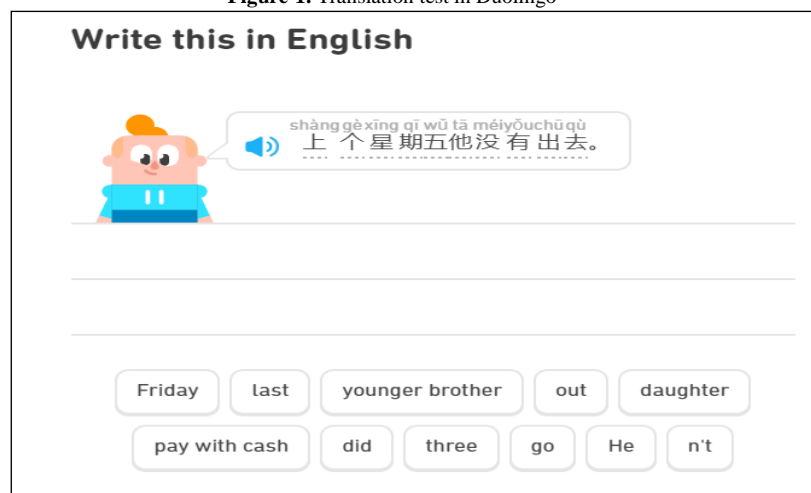 Figure 1. Translation test in Duolingo
Write this in English
shàng gè xīng qī wǔ tā méiyǒuchūqù
上个星期五他没有出去。
Friday last younger brother out daughter
pay with cash did three go He n't